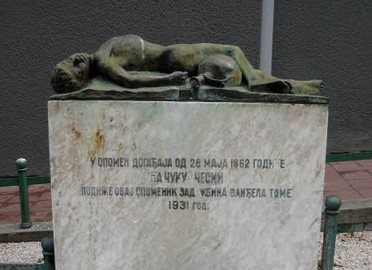 У СПОМЕН ДОГАЂАЈА ОД 26 МАЈА 1862 ГОДИНЕ
НА ЧУКУР ЧЕСМИ
ПОДИЖЕ ОВАЈ СПОМЕНИК ЗАДУЖБИНА ВАНЂЕЛА ТОМЕ
1931 ГОД.